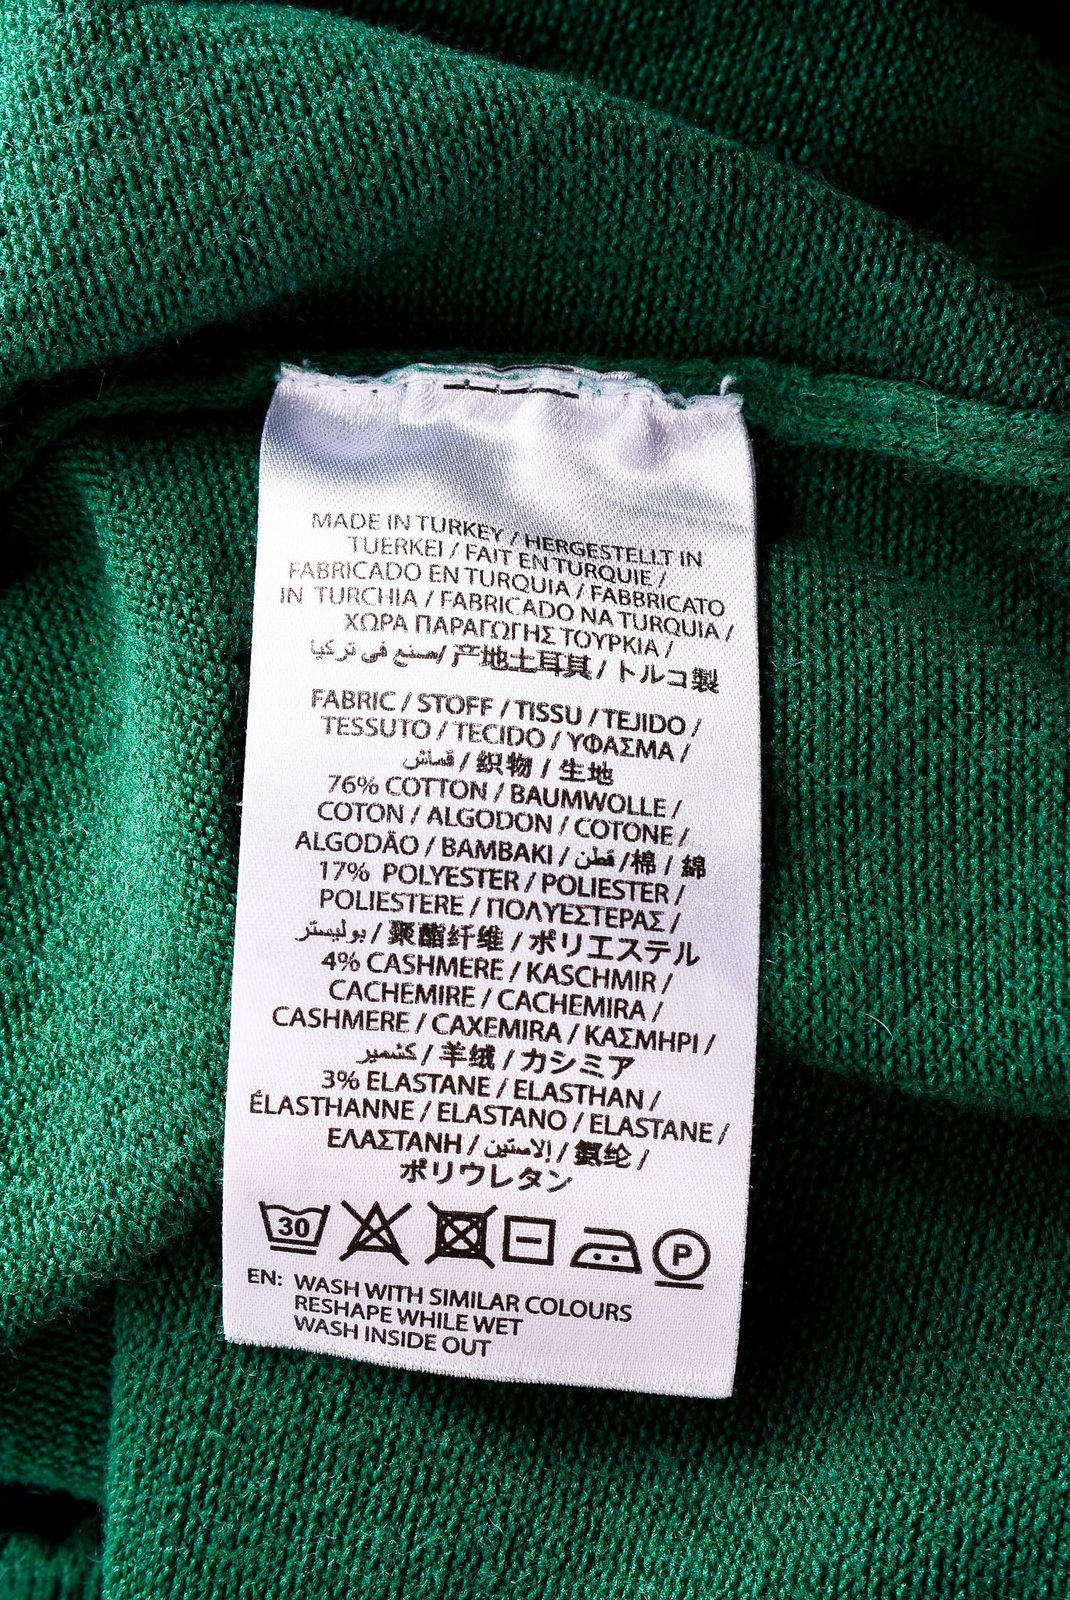 MADE IN TURKEY / HERGESTELLT IN
TUERKEI / FAIT EN TURQUIE /
FABRICADO EN TURQUIA / FABBRICATO
IN TURCHIA / FABRICADO NA TURQUIA /
ΧΩΡΑ ΠΑΡΑΓΩΓΗΣ ΤΟΥΡΚΙΑ /
صنع في تركيا / 产地土耳其 / トルコ製
FABRIC / STOFF / TISSU / TEJIDO /
TESSUTO / TECIDO / ΥΦΑΣΜΑ /
قماش / 织物 / 生地
76% COTTON / BAUMWOLLE /
COTON / ALGODON / COTONE /
ALGODÃO / BAMBAKI / قطن / 棉 / 綿
17% POLYESTER / POLIESTER /
POLIESTERE / ΠΟΛΥΕΣΤΕΡΑΣ /
بوليستر / 聚酯纤维 / ポリエステル
4% CASHMERE / KASCHMIR /
CACHEMIRE / CACHEMIRA /
CASHMERE / CAXEMIRA / ΚΑΣΜΗΡΙ /
كشمير / 羊绒 / カシミア
3% ELASTANE / ELASTHAN /
ÉLASTHANNE / ELASTANO / ELASTANE /
ΕΛΑΣΤΑΝΗ / إلاستين / 氨纶 /
ポリウレタン
30 P
EN: WASH WITH SIMILAR COLOURS
RESHAPE WHILE WET
WASH INSIDE OUT